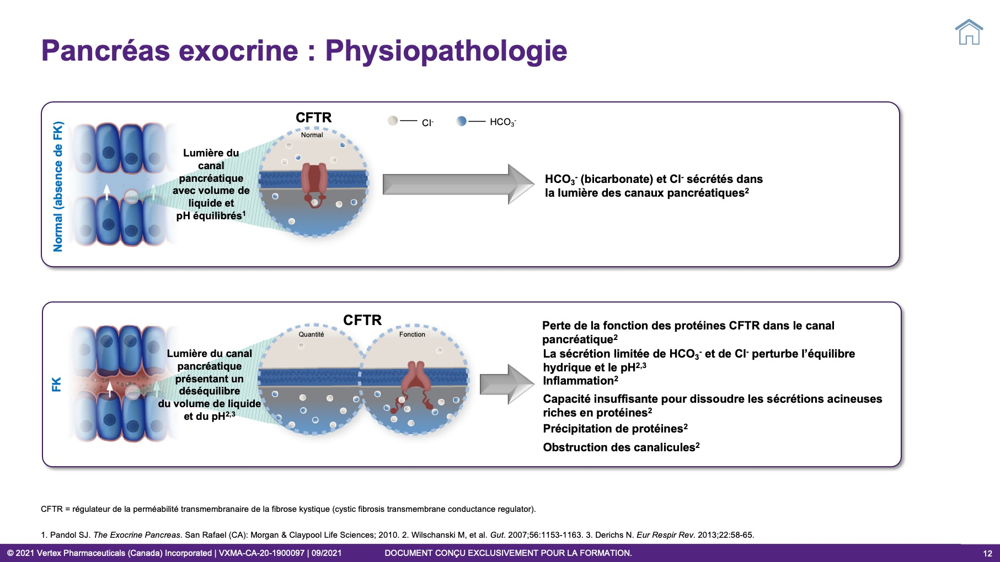 Pancréas exocrine : Physiopathologie
Normal (absence de FK)
Lumière du
canal
pancréatique
avec volume de
liquide et
pH équilibrés1
CFTR
Normal
Cl-
HCO3-
HCO3- (bicarbonate) et Cl- sécrétés dans
la lumière des canaux pancréatiques2
FK
Lumière du canal
pancréatique
présentant un
déséquilibre
du volume de liquide
et du pH2,3
CFTR
Quantité
Fonction
Perte de la fonction des protéines CFTR dans le canal
pancréatique2
La sécrétion limitée de HCO3- et de Cl- perturbe l’équilibre
hydrique et le pH2,3
Inflammation2
Capacité insuffisante pour dissoudre les sécrétions acineuses
riches en protéines2
Précipitation de protéines2
Obstruction des canalicules2
CFTR = régulateur de la perméabilité transmembranaire de la fibrose kystique (cystic fibrosis transmembrane conductance regulator).
1. Pandol SJ. The Exocrine Pancreas. San Rafael (CA): Morgan & Claypool Life Sciences; 2010. 2. Wilschanski M, et al. Gut. 2007;56:1153-1163. 3. Derichs N. Eur Respir Rev. 2013;22:58-65.
© 2021 Vertex Pharmaceuticals (Canada) Incorporated | VXMA-CA-20-1900097 | 09/2021
DOCUMENT CONÇU EXCLUSIVEMENT POUR LA FORMATION.
12